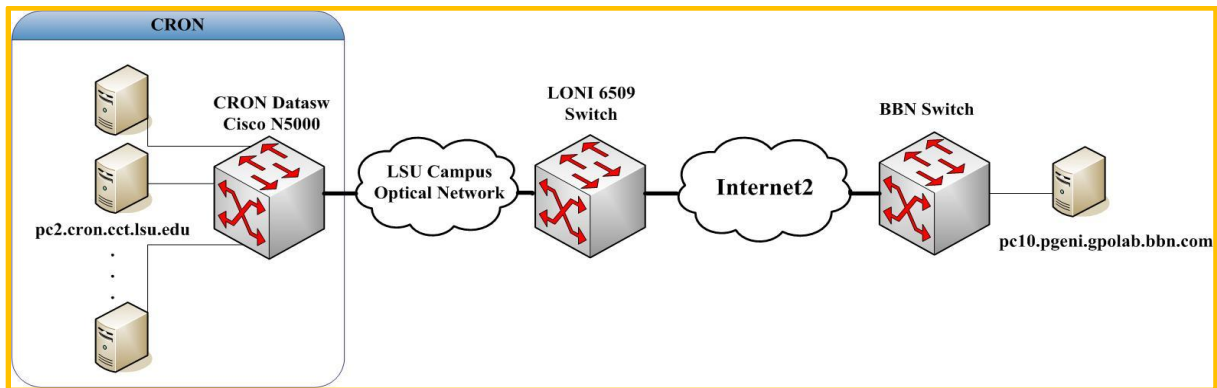 CRON
CRON Datasw
Cisco N5000
pc2.cron.cct.lsu.edu
LSU Campus
Optical Network
LONI 6509
Switch
Internet2
BBN Switch
pc10.pgeni.gpolab.bbn.com